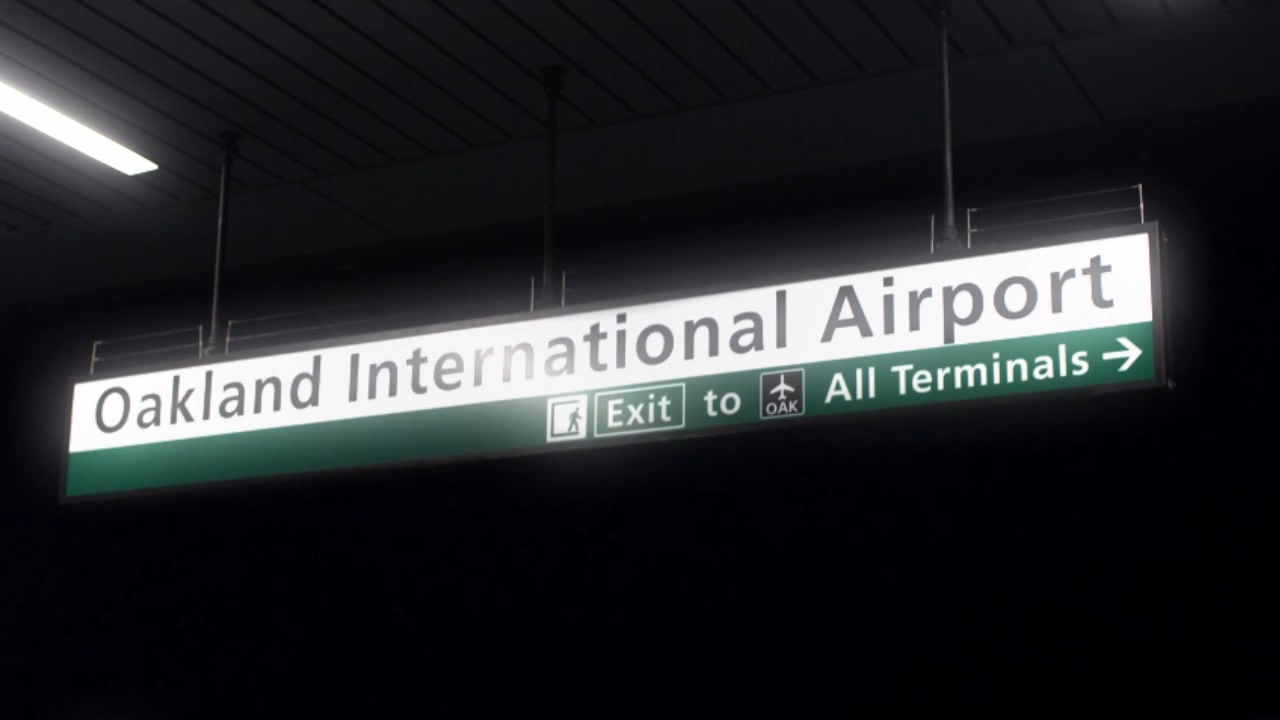 Oakland International Airport
Exit to OAK All Terminals →